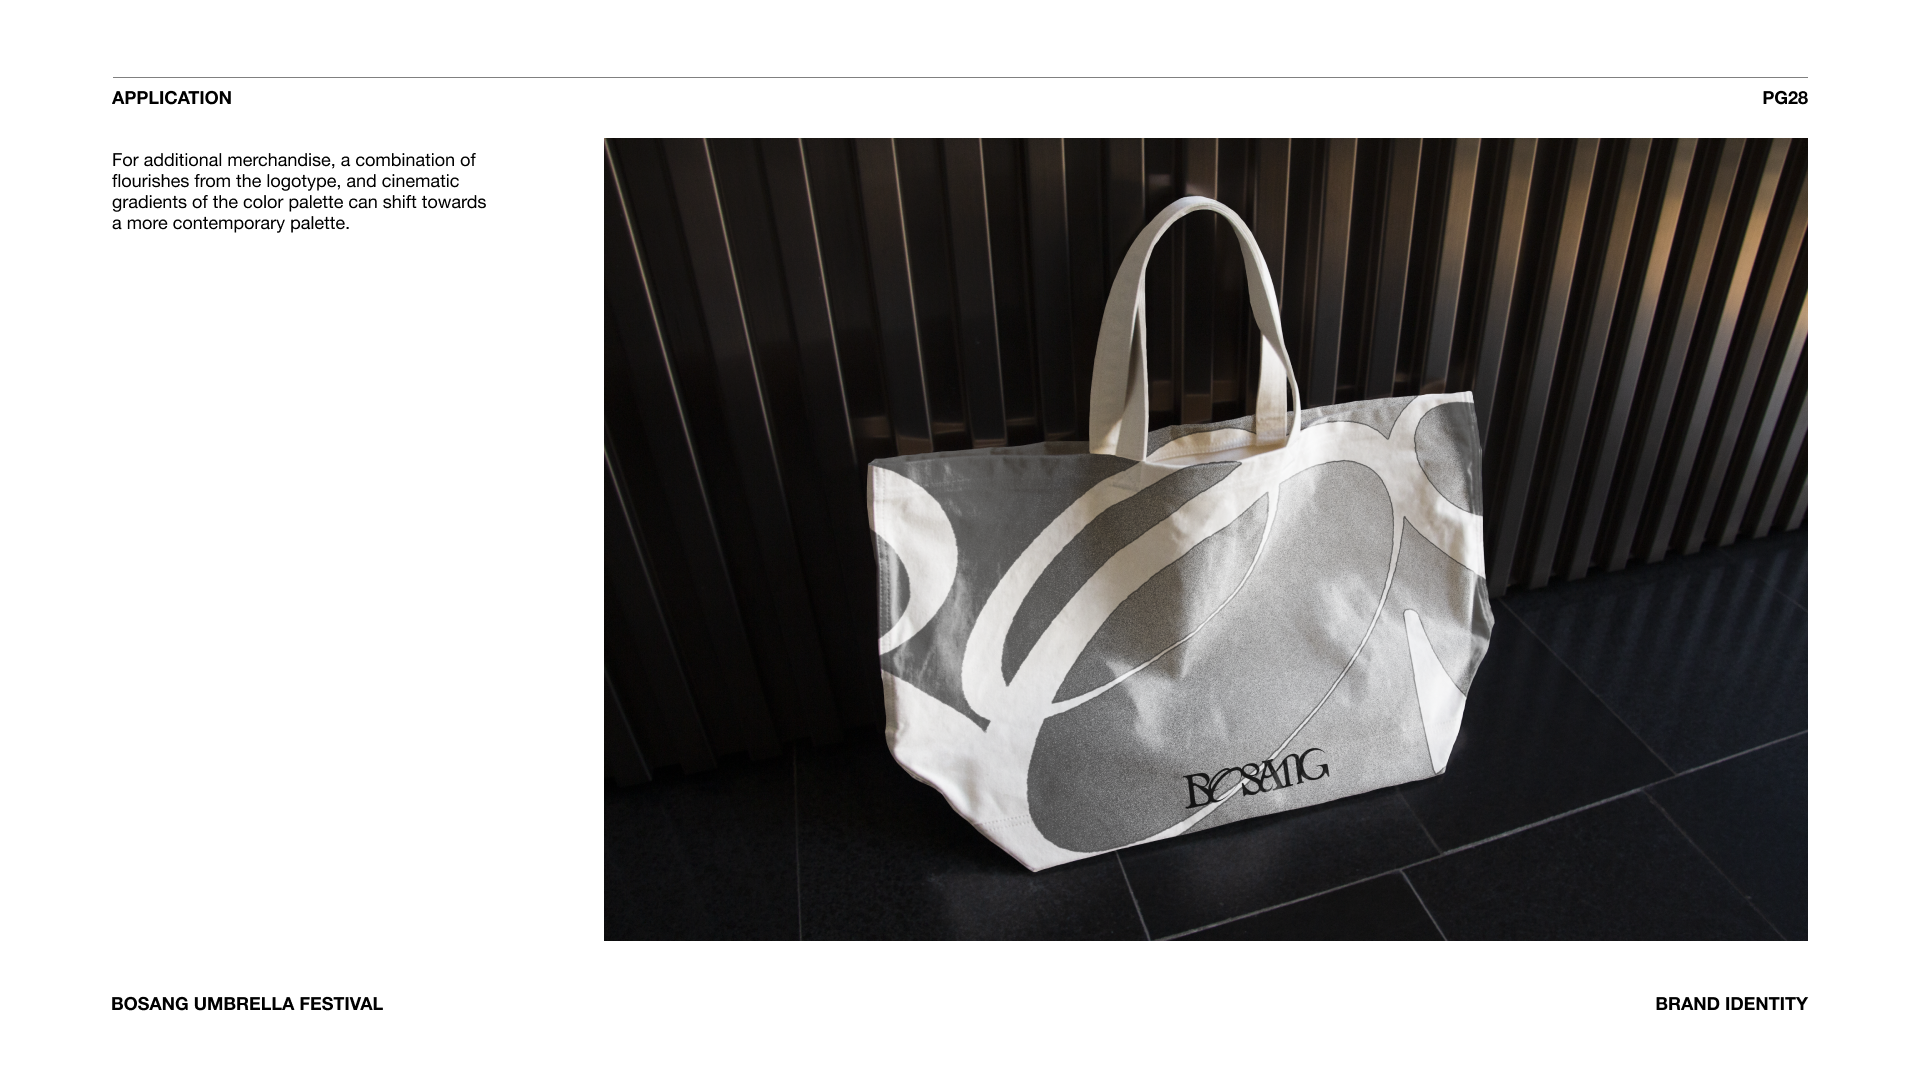 APPLICATION
PG28
For additional merchandise, a combination of
flourishes from the logotype, and cinematic
gradients of the color palette can shift towards
a more contemporary palette.
BOSANG
BOSANG UMBRELLA FESTIVAL
BRAND IDENTITY